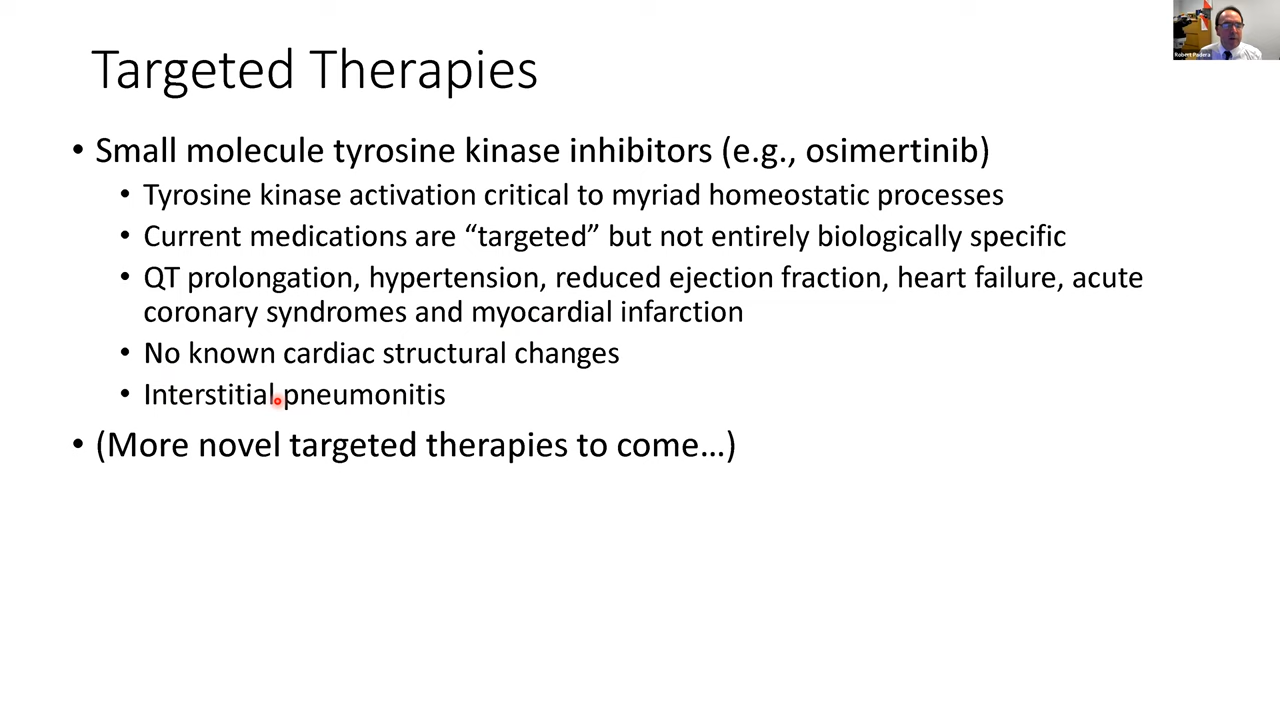 Targeted Therapies
Robert Padera
• Small molecule tyrosine kinase inhibitors (e.g., osimertinib)
• Tyrosine kinase activation critical to myriad homeostatic processes
• Current medications are “targeted” but not entirely biologically specific
• QT prolongation, hypertension, reduced ejection fraction, heart failure, acute
coronary syndromes and myocardial infarction
• No known cardiac structural changes
• Interstitial pneumonitis
• (More novel targeted therapies to come…)